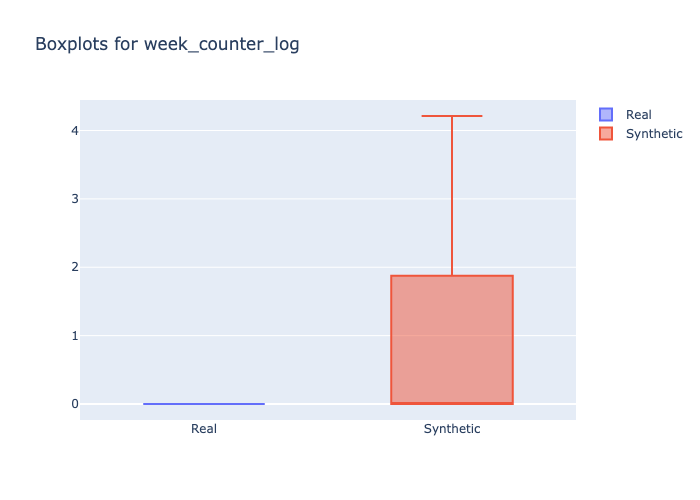 Boxplots for week_counter_log
Real
Synthetic
4
3
2
1
0
Real
Synthetic